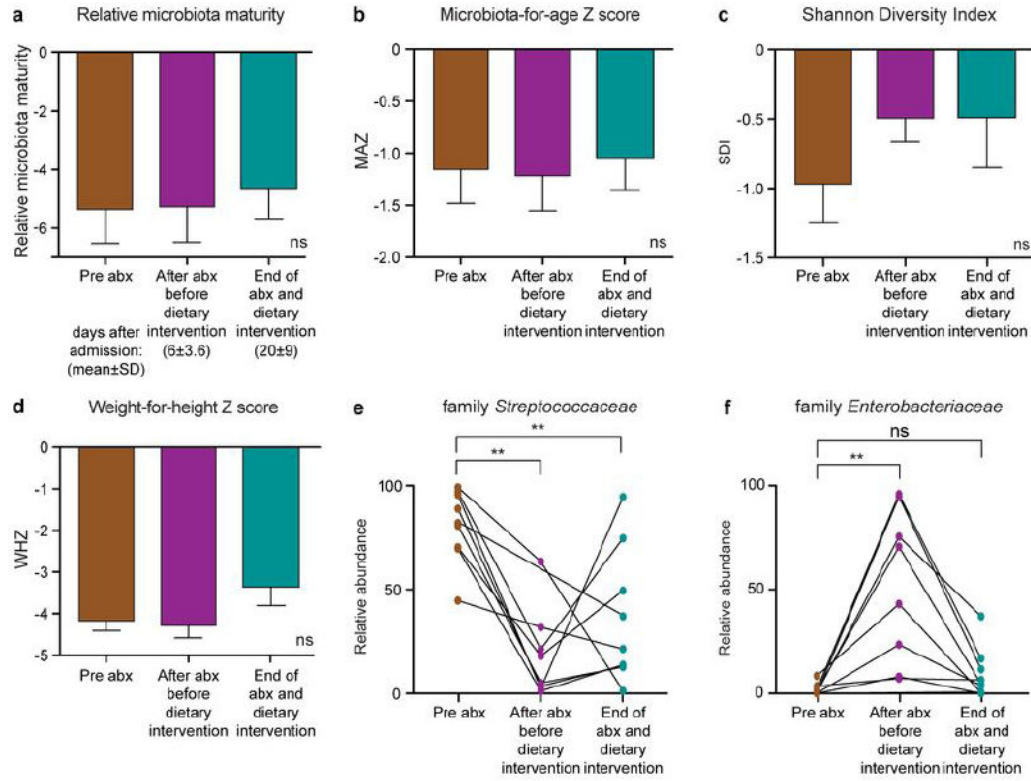 a Relative microbiota maturity
Relative microbiota maturity
0
-2
-4
-6
ns
Pre abx
After abx
before
dietary
intervention
End of
abx and
dietary
intervention
days after
admission:
(mean±SD)
(6±3.6)
(20±9)
b Microbiota-for-age Z score
MAZ
0
-0.5
-1.0
-1.5
-2.0
ns
Pre abx
After abx
before
dietary
intervention
End of
abx and
dietary
intervention
c Shannon Diversity Index
SDI
0
-0.5
-1.0
-1.5
ns
Pre abx
After abx
before
dietary
intervention
End of
abx and
dietary
intervention
d Weight-for-height Z score
WHZ
0
-1
-2
-3
-4
-5
ns
Pre abx
After abx
before
dietary
intervention
End of
abx and
dietary
intervention
e family Streptococcaceae
**
**
Relative abundance
100
50
0
Pre abx
After abx
before
dietary
intervention
End of
abx and
dietary
intervention
f family Enterobacteriaceae
ns
**
Relative abundance
100
50
0
Pre abx
After abx
before
dietary
intervention
End of
abx and
dietary
intervention